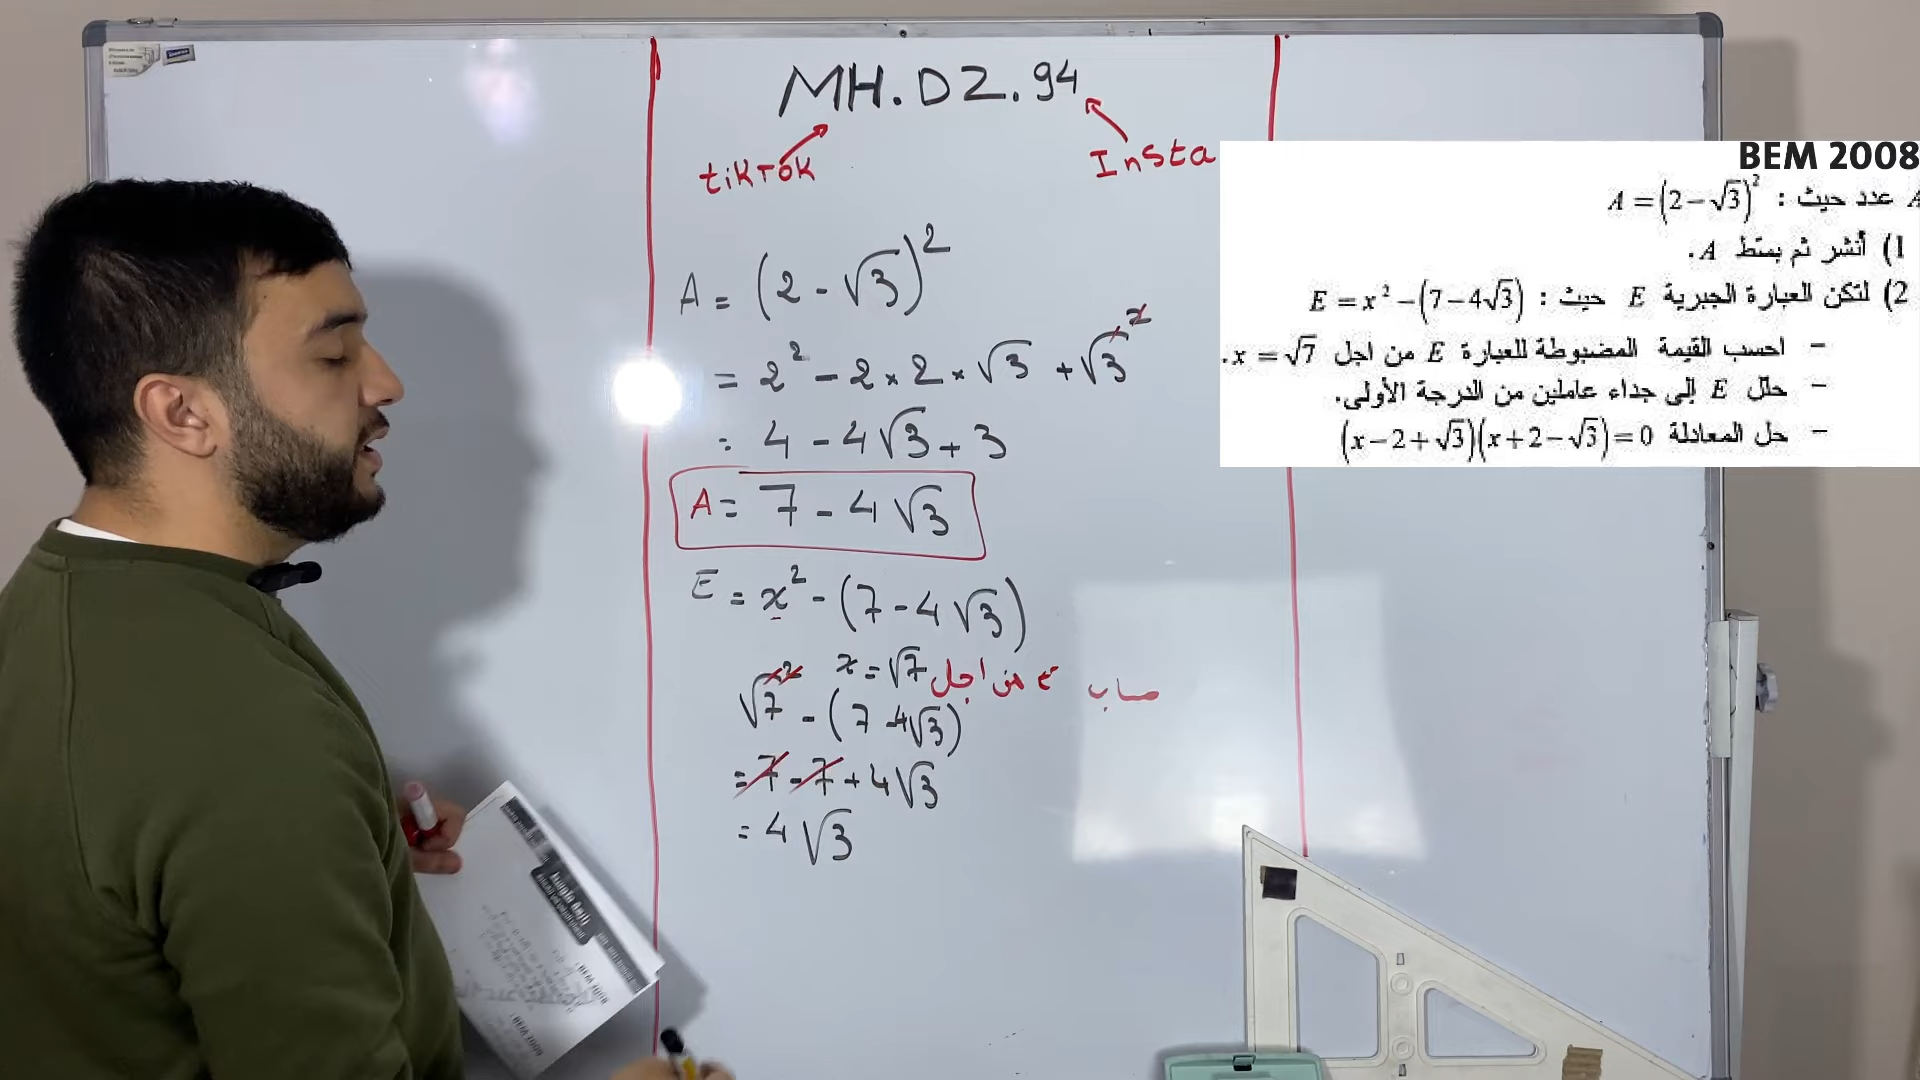 MH.DZ.94
tiktok
Insta
A = (2 - √3)²
= 2² - 2 × 2 × √3 + √3²
= 4 - 4√3 + 3
A = 7 - 4√3
E = x² - (7 - 4√3)
x = √7 من اجل
√7² - (7 - 4√3)
= 7 - 7 + 4√3
= 4√3
BEM 2008
A عدد حيث : A = (2-√3)²
1) أنشر ثم بسّط A.
2) لتكن العبارة الجبرية E حيث : E = x² - (7-4√3)
- احسب القيمة المضبوطة للعبارة E من اجل x = √7.
- حلّل E إلى جداء عاملين من الدرجة الأولى.
- حل المعادلة (x-2+√3)(x+2-√3)=0
BEM 2008
BEM 2009